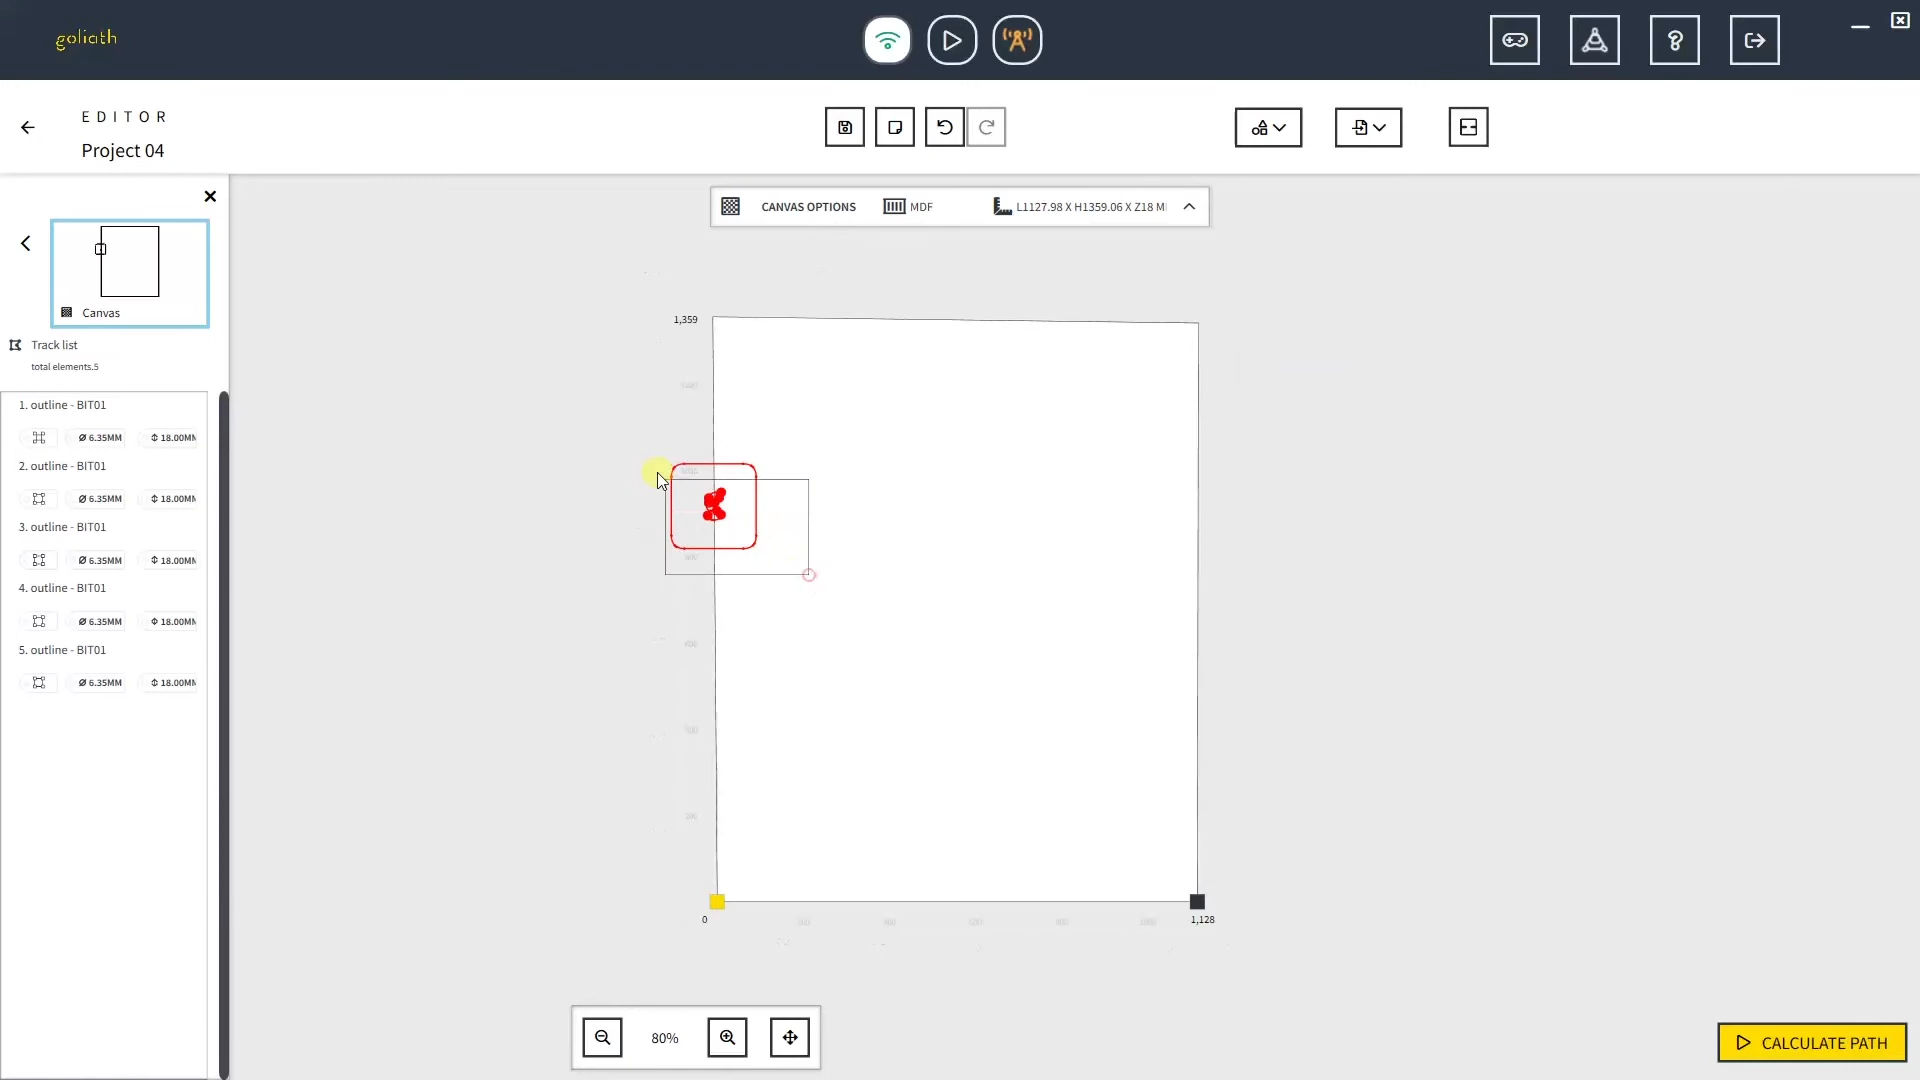 goliath
EDITOR
Project 04
CANVAS OPTIONS MDF L1127.98 X H1359.06 X Z18 M
Canvas
Track list
total elements.5
1. outline - BIT01
Ø 6.35MM 18.00MM
2. outline - BIT01
Ø 6.35MM 18.00MM
3. outline - BIT01
Ø 6.35MM 18.00MM
4. outline - BIT01
Ø 6.35MM 18.00MM
5. outline - BIT01
Ø 6.35MM 18.00MM
1,359
600
200
0 1,128
80%
CALCULATE PATH